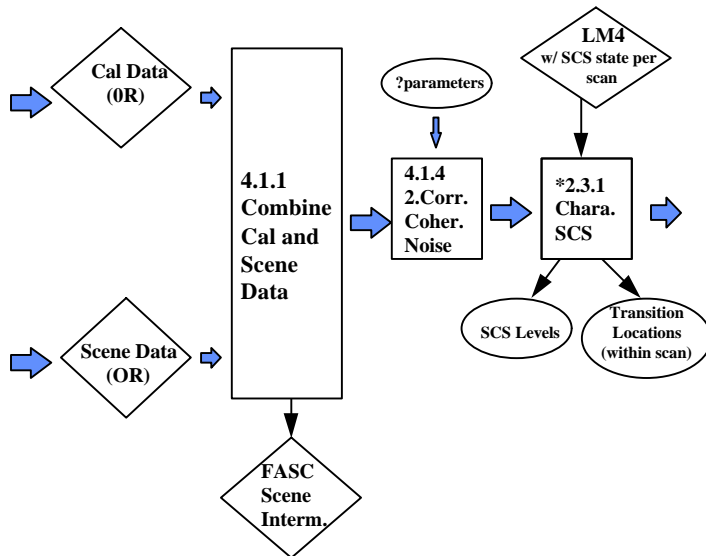 Cal Data
(0R)
4.1.1
Combine
Cal and
Scene
Data
?parameters
LM4
w/ SCS state per
scan
4.1.4
2.Corr.
Coher.
Noise
*2.3.1
Chara.
SCS
SCS Levels
Transition
Locations
(within scan)
Scene Data
(OR)
FASC
Scene
Interm.